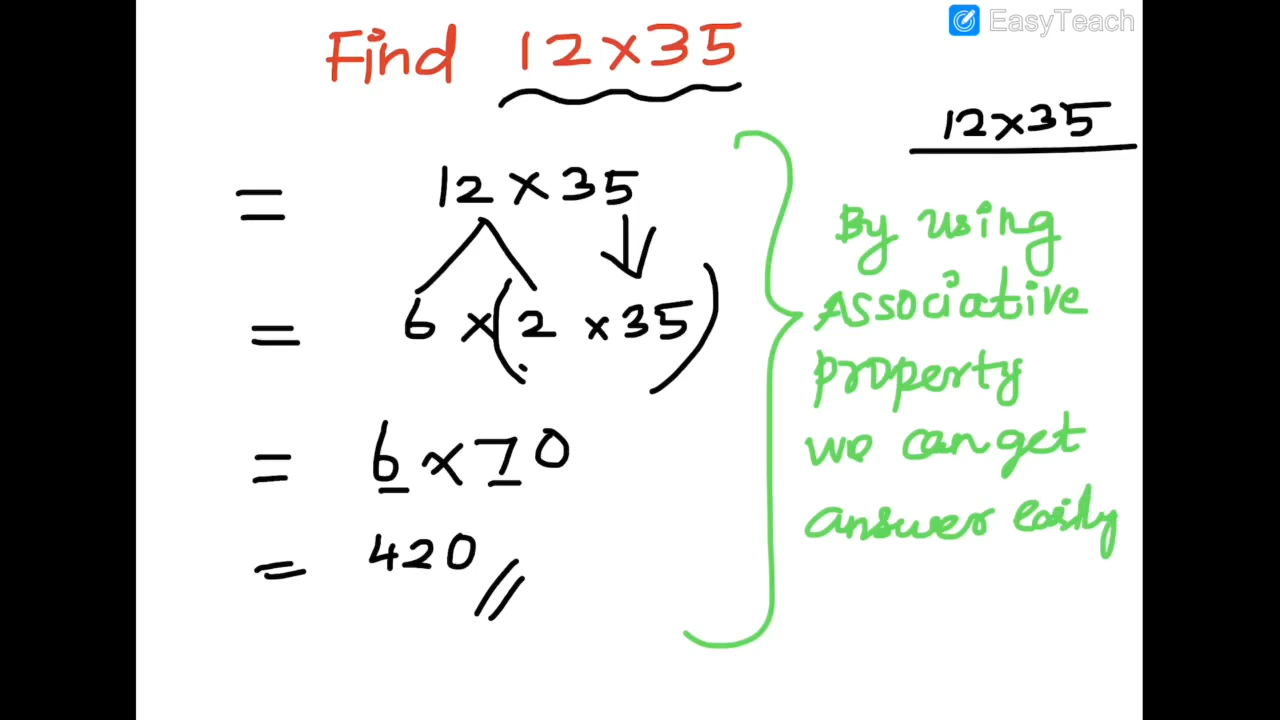 EasyTeach
Find 12×35
12×35
= 12×35
= 6×(2×35)
= 6×70
= 420
By using
Associative
property
we can get
answer easily